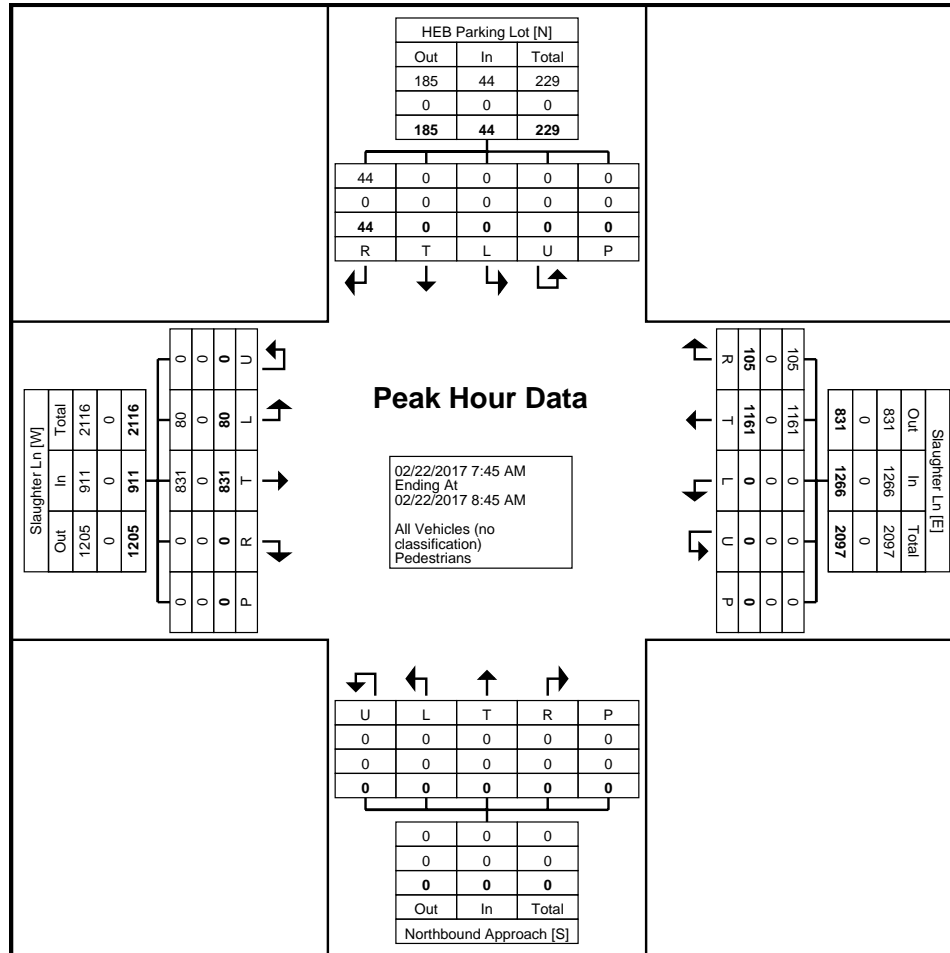 HEB Parking Lot [N]
Out In Total
185 44 229
0 0 0
185 44 229
44 0 0 0 0
0 0 0 0 0
44 0 0 0 0
R T L U P
Slaughter Ln [W]
Total In Out
2116 911 1205
0 0 0
2116 911 1205
0 80 831 0 0
0 0 0 0 0
0 80 831 0 0
U L T R P
Peak Hour Data
02/22/2017 7:45 AM
Ending At
02/22/2017 8:45 AM
All Vehicles (no
classification)
Pedestrians
Slaughter Ln [E]
Out In Total
831 1266 2097
0 0 0
831 1266 2097
105 1161 0 0 0
0 0 0 0 0
105 1161 0 0 0
R T L U P
U L T R P
0 0 0 0 0
0 0 0 0 0
0 0 0 0 0
0 0 0
0 0 0
0 0 0
Out In Total
Northbound Approach [S]